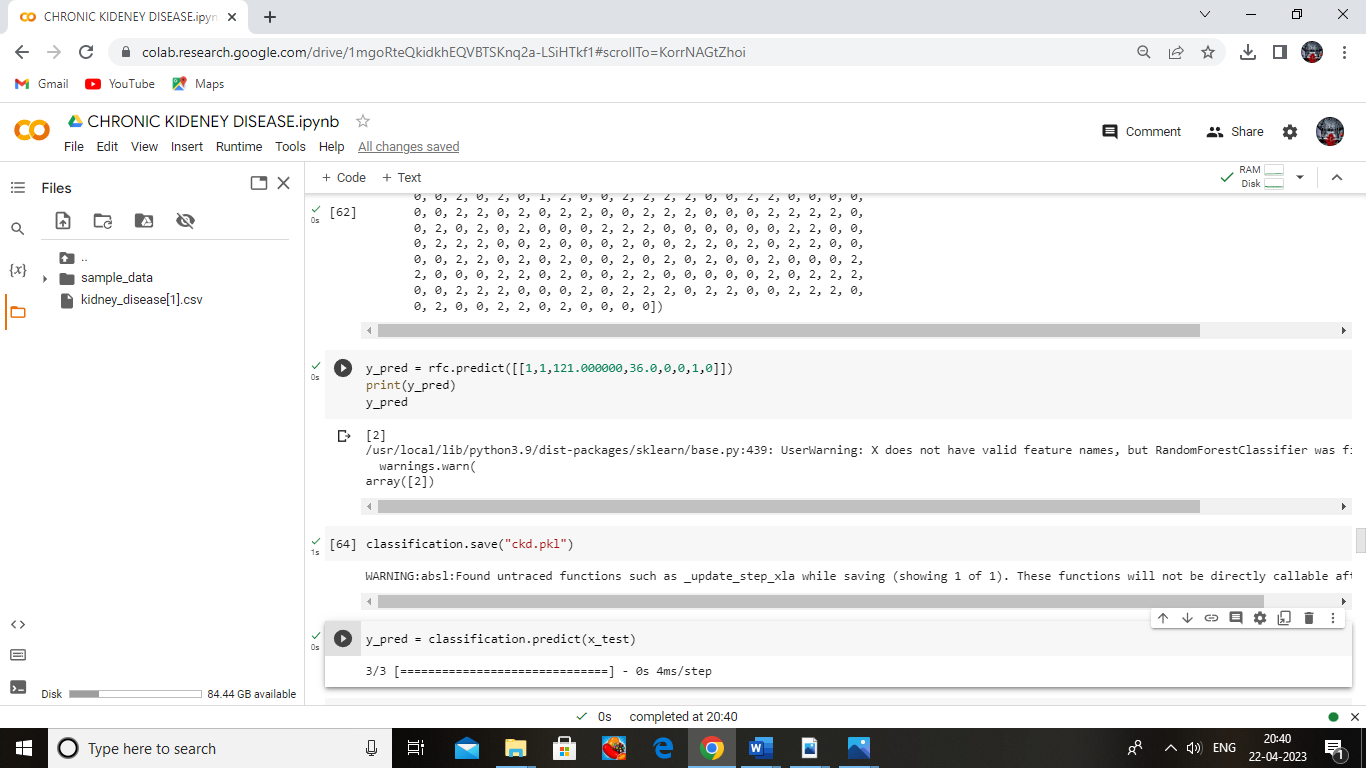 CHRONIC KIDENEY DISEASE.ipyn
colab.research.google.com/drive/1mgoRteQkidkhEQVBTSKnq2a-LSiHTkf1#scrollTo=KorrNAGtZhoi
Gmail YouTube Maps
CHRONIC KIDENEY DISEASE.ipynb
File Edit View Insert Runtime Tools Help All changes saved
Comment Share
Files
+ Code + Text
RAM
Disk
..
sample_data
kidney_disease[1].csv
{x}
0, 0, 2, 0, 2, 0, 1, 2, 0, 0, 2, 2, 2, 2, 0, 0, 2, 2, 0, 0, 0, 0,
0s [62] 0, 0, 2, 2, 0, 2, 0, 2, 2, 0, 0, 2, 2, 0, 0, 0, 2, 2, 2, 2, 0,
0, 2, 0, 2, 0, 2, 0, 0, 0, 2, 2, 0, 0, 0, 0, 0, 0, 2, 2, 0, 0,
0, 2, 2, 2, 0, 0, 2, 0, 0, 0, 2, 0, 0, 2, 2, 0, 2, 0, 2, 2, 0, 0,
0, 0, 2, 2, 0, 2, 0, 0, 2, 0, 2, 0, 2, 0, 0, 2, 0, 0, 0, 2,
2, 0, 0, 0, 2, 2, 0, 2, 0, 0, 2, 2, 0, 0, 0, 0, 0, 2, 0, 2, 2, 2,
0, 0, 2, 2, 2, 0, 0, 0, 2, 0, 2, 2, 2, 0, 2, 2, 0, 0, 2, 2, 2, 0,
0, 2, 0, 0, 2, 2, 0, 2, 0, 0, 0, 0])
0s y_pred = rfc.predict([[1,1,121.000000,36.0,0,0,1,0]])
print(y_pred)
y_pred
[2]
/usr/local/lib/python3.9/dist-packages/sklearn/base.py:439: UserWarning: X does not have valid feature names, but RandomForestClassifier was fi
warnings.warn(
array([2])
1s [64] classification.save("ckd.pkl")
WARNING:absl:Found untraced functions such as _update_step_xla while saving (showing 1 of 1). These functions will not be directly callable aft
0s y_pred = classification.predict(x_test)
3/3 [==============================] - 0s 4ms/step
Disk 84.44 GB available
0s completed at 20:40
Type here to search
ENG
20:40
22-04-2023
1